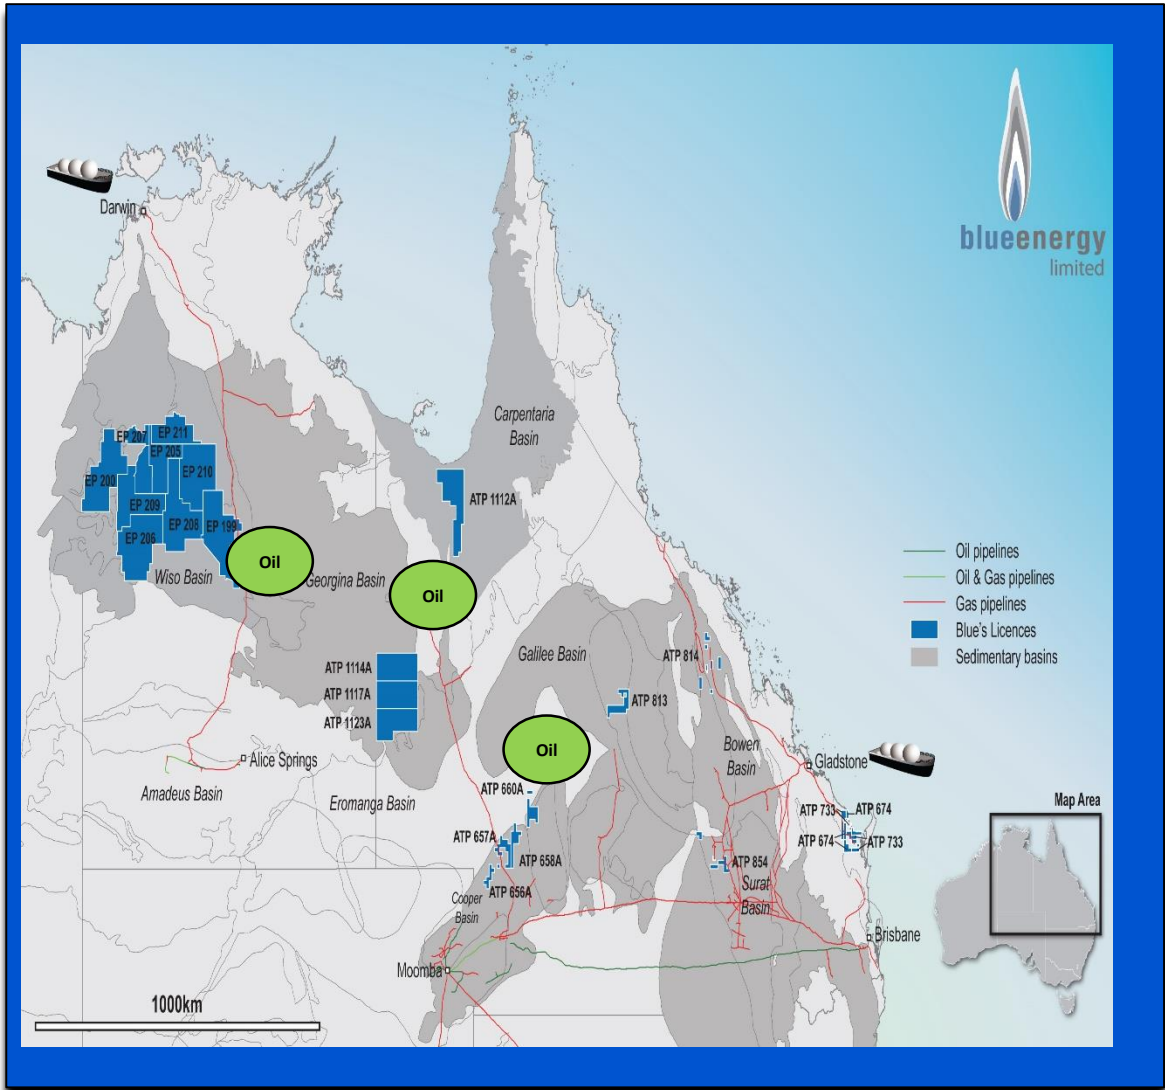 blueenergy
limited
Darwin
Carpentaria
Basin
EP 207
EP 211
EP 205
EP 210
EP 200
EP 209
EP 208
EP 199
EP 206
Wiso Basin
ATP 1112A
Oil
Georgina Basin
Oil
Oil pipelines
Oil & Gas pipelines
Gas pipelines
Blue's Licences
Sedimentary basins
ATP 1114A
ATP 1117A
ATP 1123A
Galilee Basin
ATP 814
ATP 813
Oil
Bowen
Basin
Gladstone
Alice Springs
Amadeus Basin
Eromanga Basin
ATP 660A
ATP 657A
ATP 658A
ATP 656A
Cooper
Basin
ATP 733
ATP 674
ATP 674
ATP 733
ATP 854
Surat
Basin
Map Area
Brisbane
Moomba
1000km